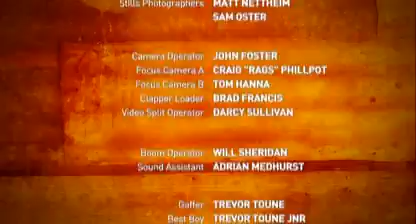 Stills Photographers MATT NETTHEIM
SAM OSTER
Camera Operator JOHN FOSTER
Focus Camera A CRAIG "RAGS" PHILLPOT
Focus Camera B TOM HANNA
Clapper Loader BRAD FRANCIS
Video Split Operator DARCY SULLIVAN
Boom Operator WILL SHERIDAN
Sound Assistant ADRIAN MEDHURST
Gaffer TREVOR TOUNE
Best Boy TREVOR TOUNE JNR